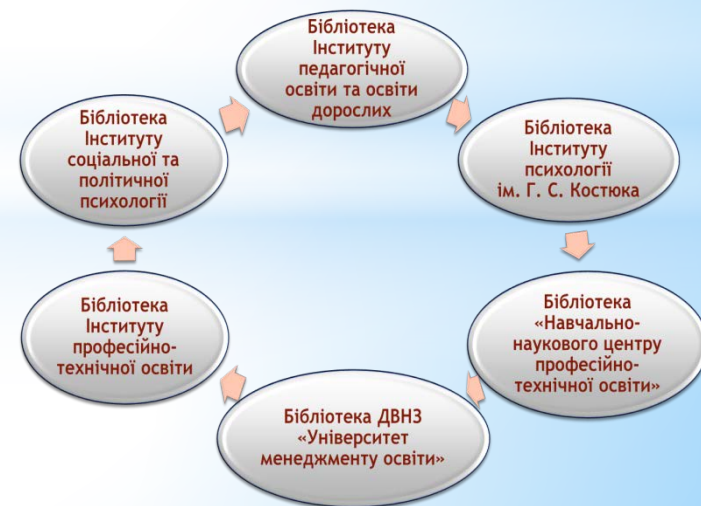 Бібліотека
Інституту
педагогічної
освіти та освіти
дорослих
Бібліотека
Інституту
психології
ім. Г. С. Костюка
Бібліотека
«Навчально-
наукового центру
професійно-
технічної освіти»
Бібліотека ДВНЗ
«Університет
менеджменту освіти»
Бібліотека
Інституту
професійно-
технічної освіти
Бібліотека
Інституту
соціальної та
політичної
психології